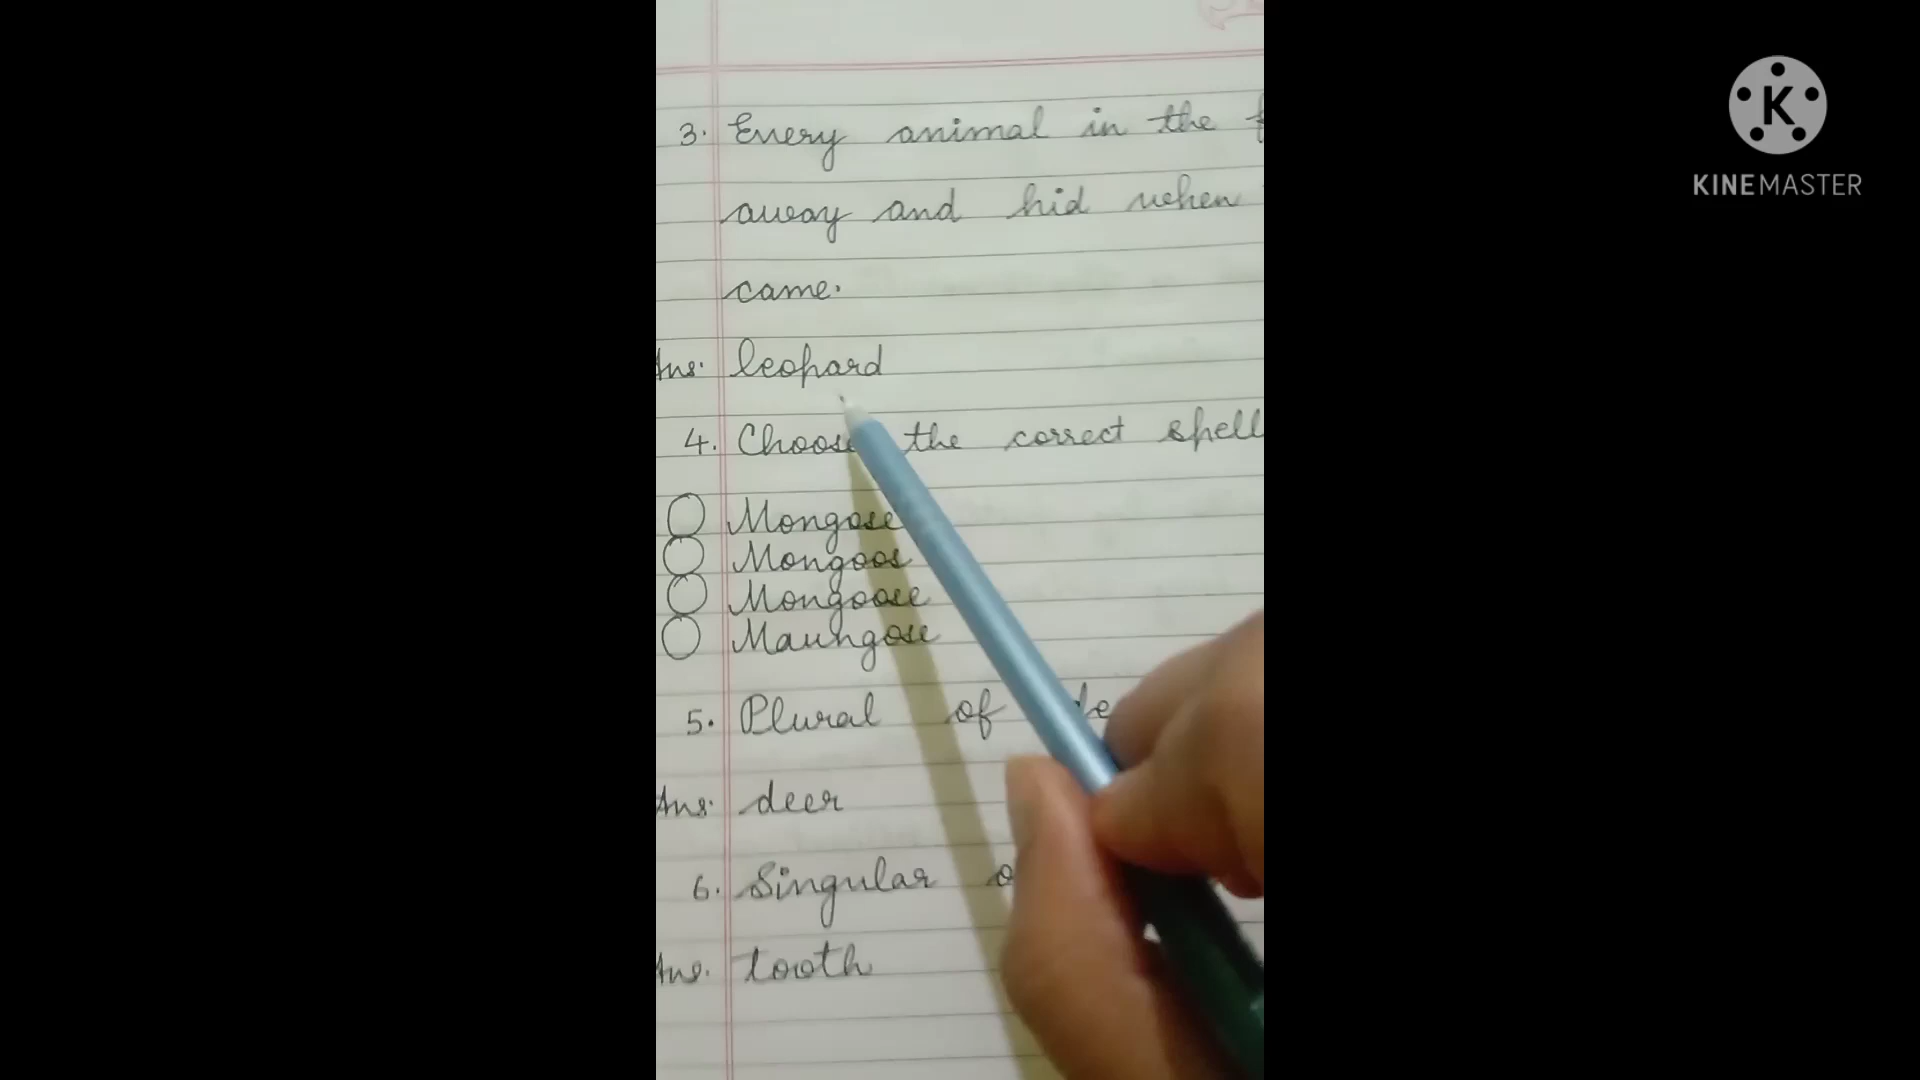 3. Every animal in the
away and hid when
came.
Ans. leopard
4. Choose the correct spell
Mongose
Mongoos
Mongoose
Maungose
5. Plural of de
Ans. deer
6. Singular o
Ans. tooth
K
KINEMASTER